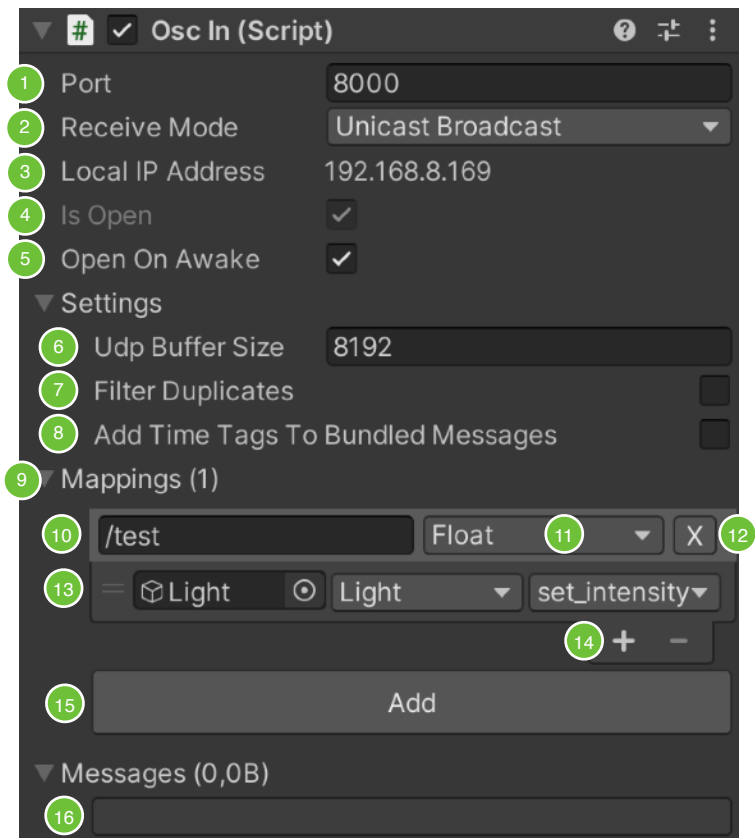 # Osc In (Script) ?
1 Port 8000
2 Receive Mode Unicast Broadcast
3 Local IP Address 192.168.8.169
4 Is Open
5 Open On Awake
Settings
6 Udp Buffer Size 8192
7 Filter Duplicates
8 Add Time Tags To Bundled Messages
9 Mappings (1)
10 /test Float 11 X 12
13 Light Light set_intensity
14 + −
15 Add
Messages (0,0B)
16